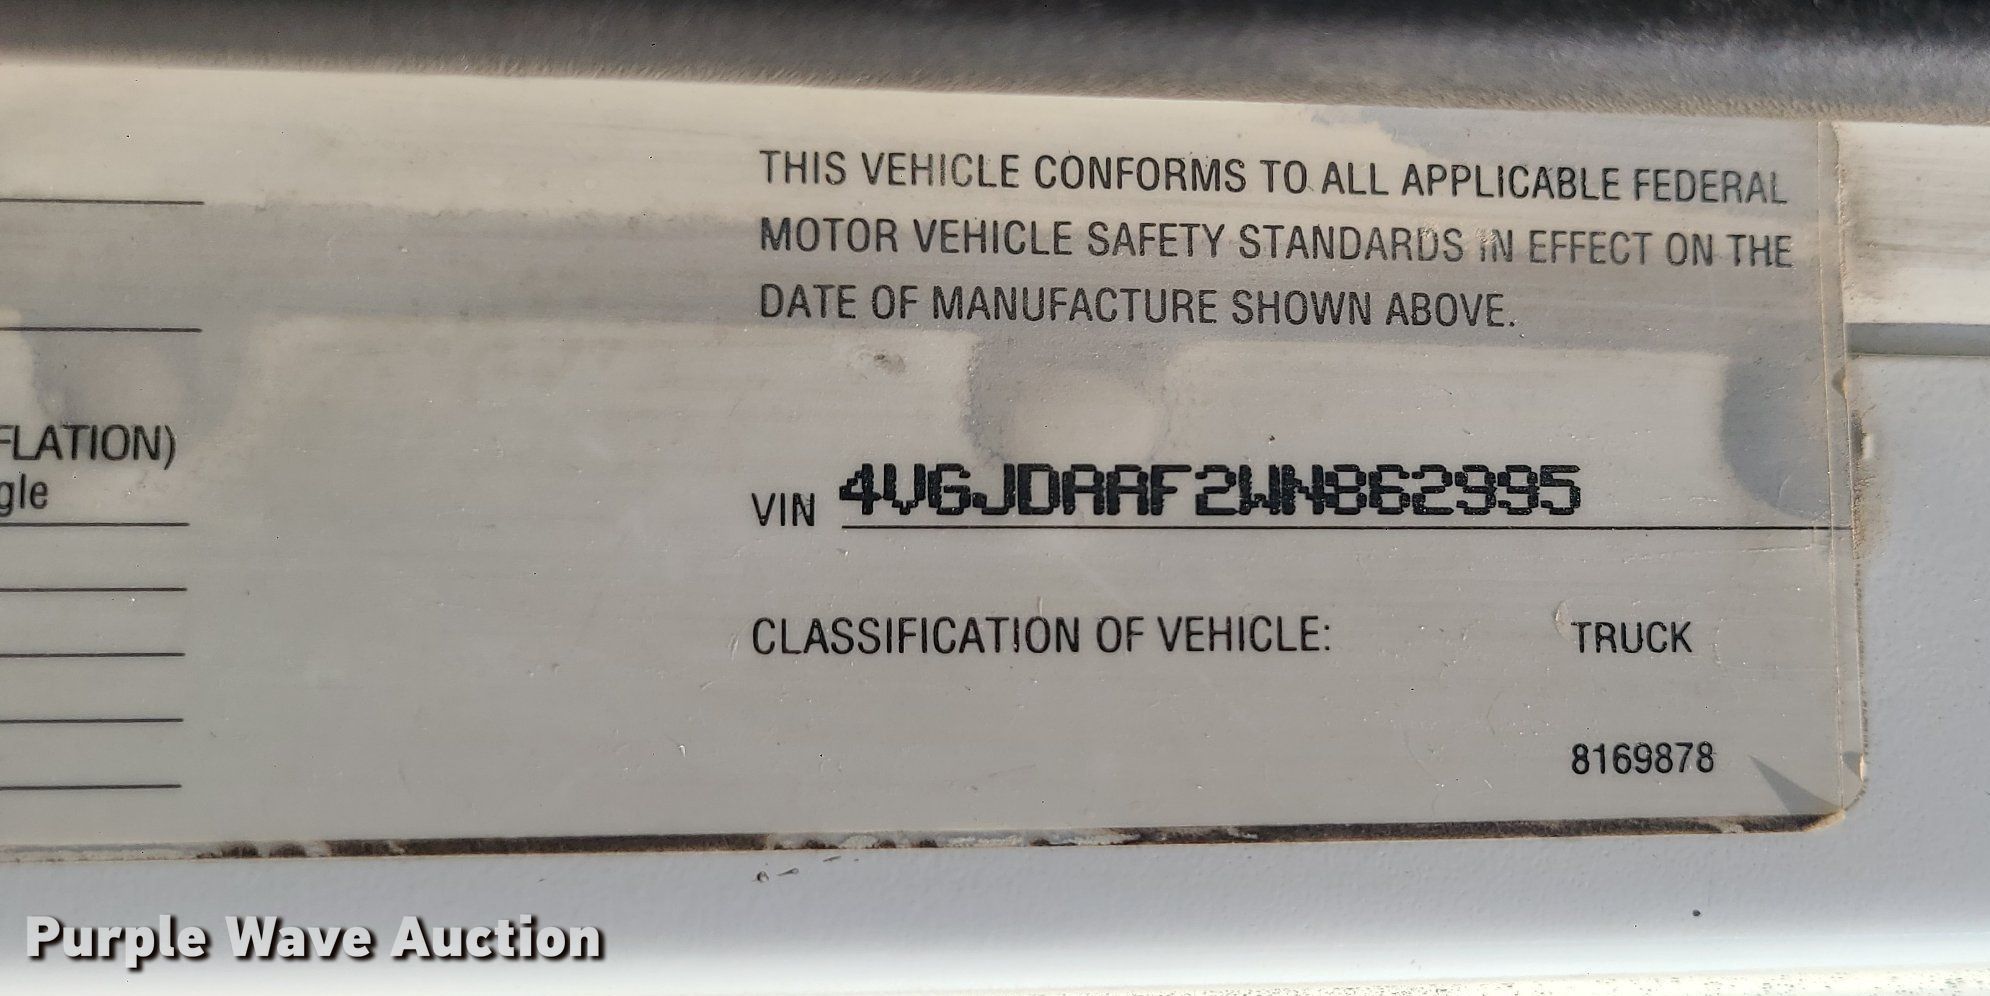 THIS VEHICLE CONFORMS TO ALL APPLICABLE FEDERAL
MOTOR VEHICLE SAFETY STANDARDS IN EFFECT ON THE
DATE OF MANUFACTURE SHOWN ABOVE.
FLATION)
gle
VIN 4VGJDAAF2WN862995
CLASSIFICATION OF VEHICLE: TRUCK
8169878
Purple Wave Auction